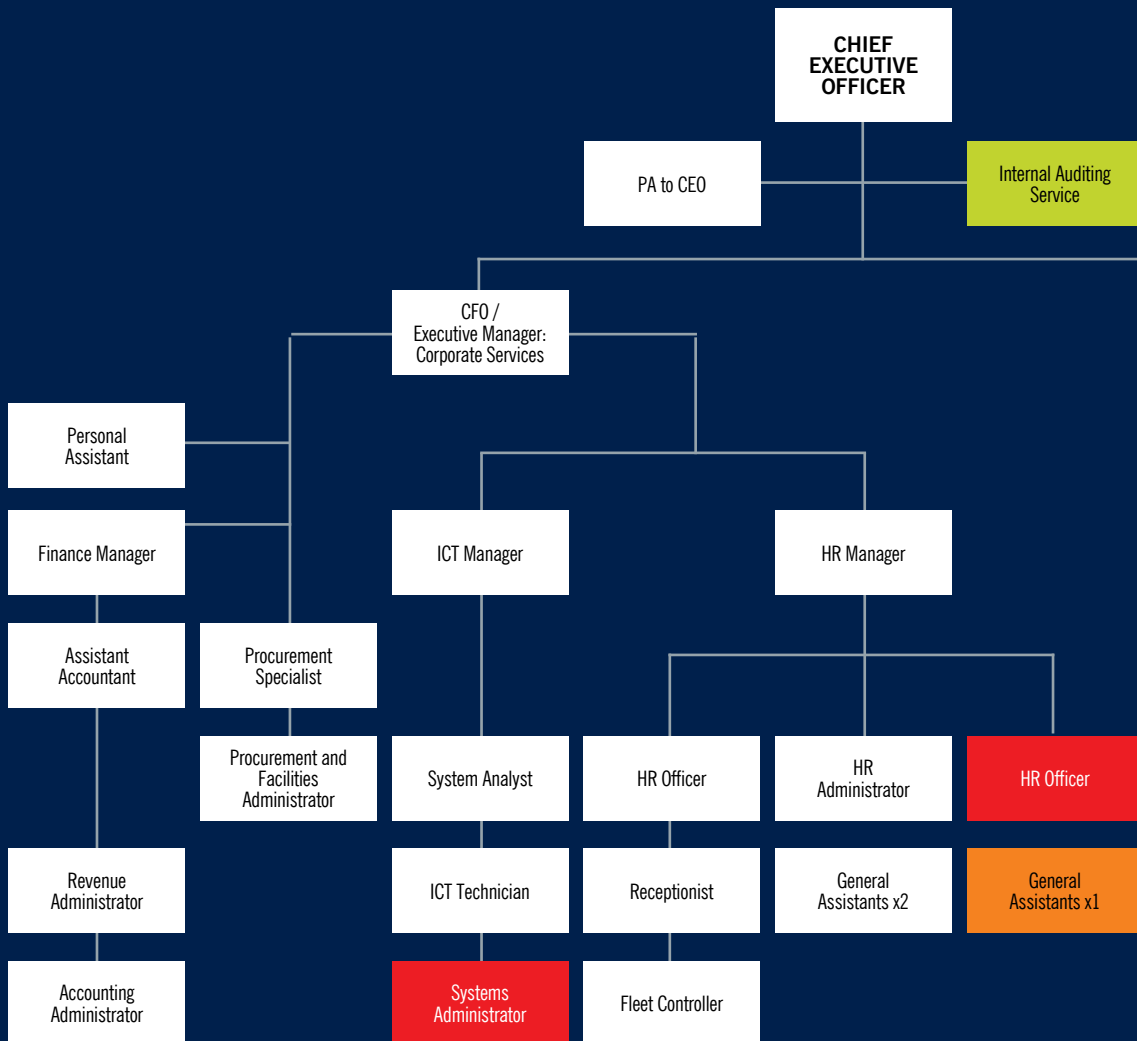 CHIEF
EXECUTIVE
OFFICER
PA to CEO
Internal Auditing
Service
CFO /
Executive Manager:
Corporate Services
Personal
Assistant
Finance Manager
ICT Manager
HR Manager
Assistant
Accountant
Procurement
Specialist
Procurement and
Facilities
Administrator
System Analyst
HR Officer
HR
Administrator
HR Officer
Revenue
Administrator
ICT Technician
Receptionist
General
Assistants x2
General
Assistants x1
Accounting
Administrator
Systems
Administrator
Fleet Controller